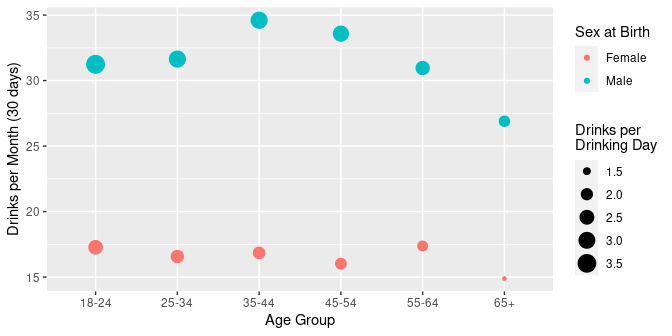 35
30
25
20
15
Drinks per Month (30 days)
18-24
25-34
35-44
45-54
55-64
65+
Age Group
Sex at Birth
Female
Male
Drinks per
Drinking Day
1.5
2.0
2.5
3.0
3.5